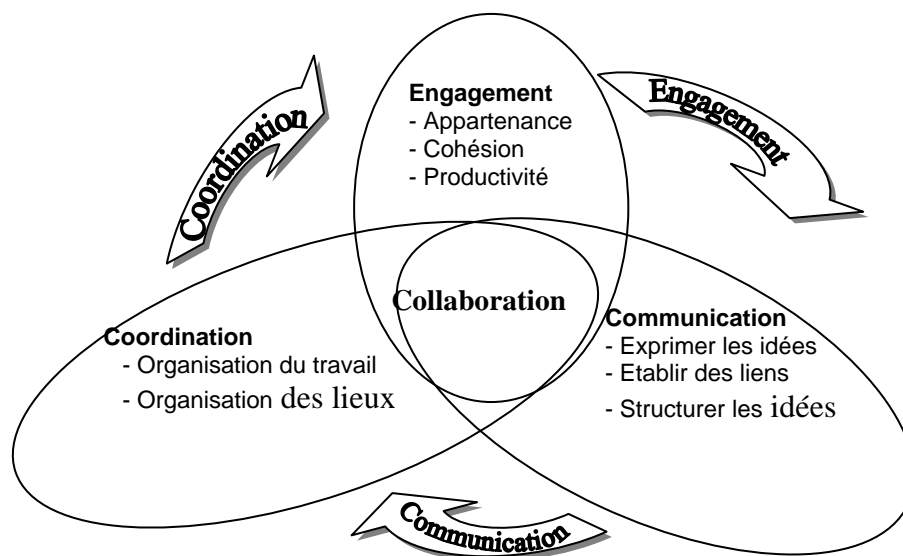 Engagement
- Appartenance
- Cohésion
- Productivité
Coordination
Engagement
Collaboration
Coordination
- Organisation du travail
- Organisation des lieux
Communication
- Exprimer les idées
- Etablir des liens
- Structurer les idées
Communication